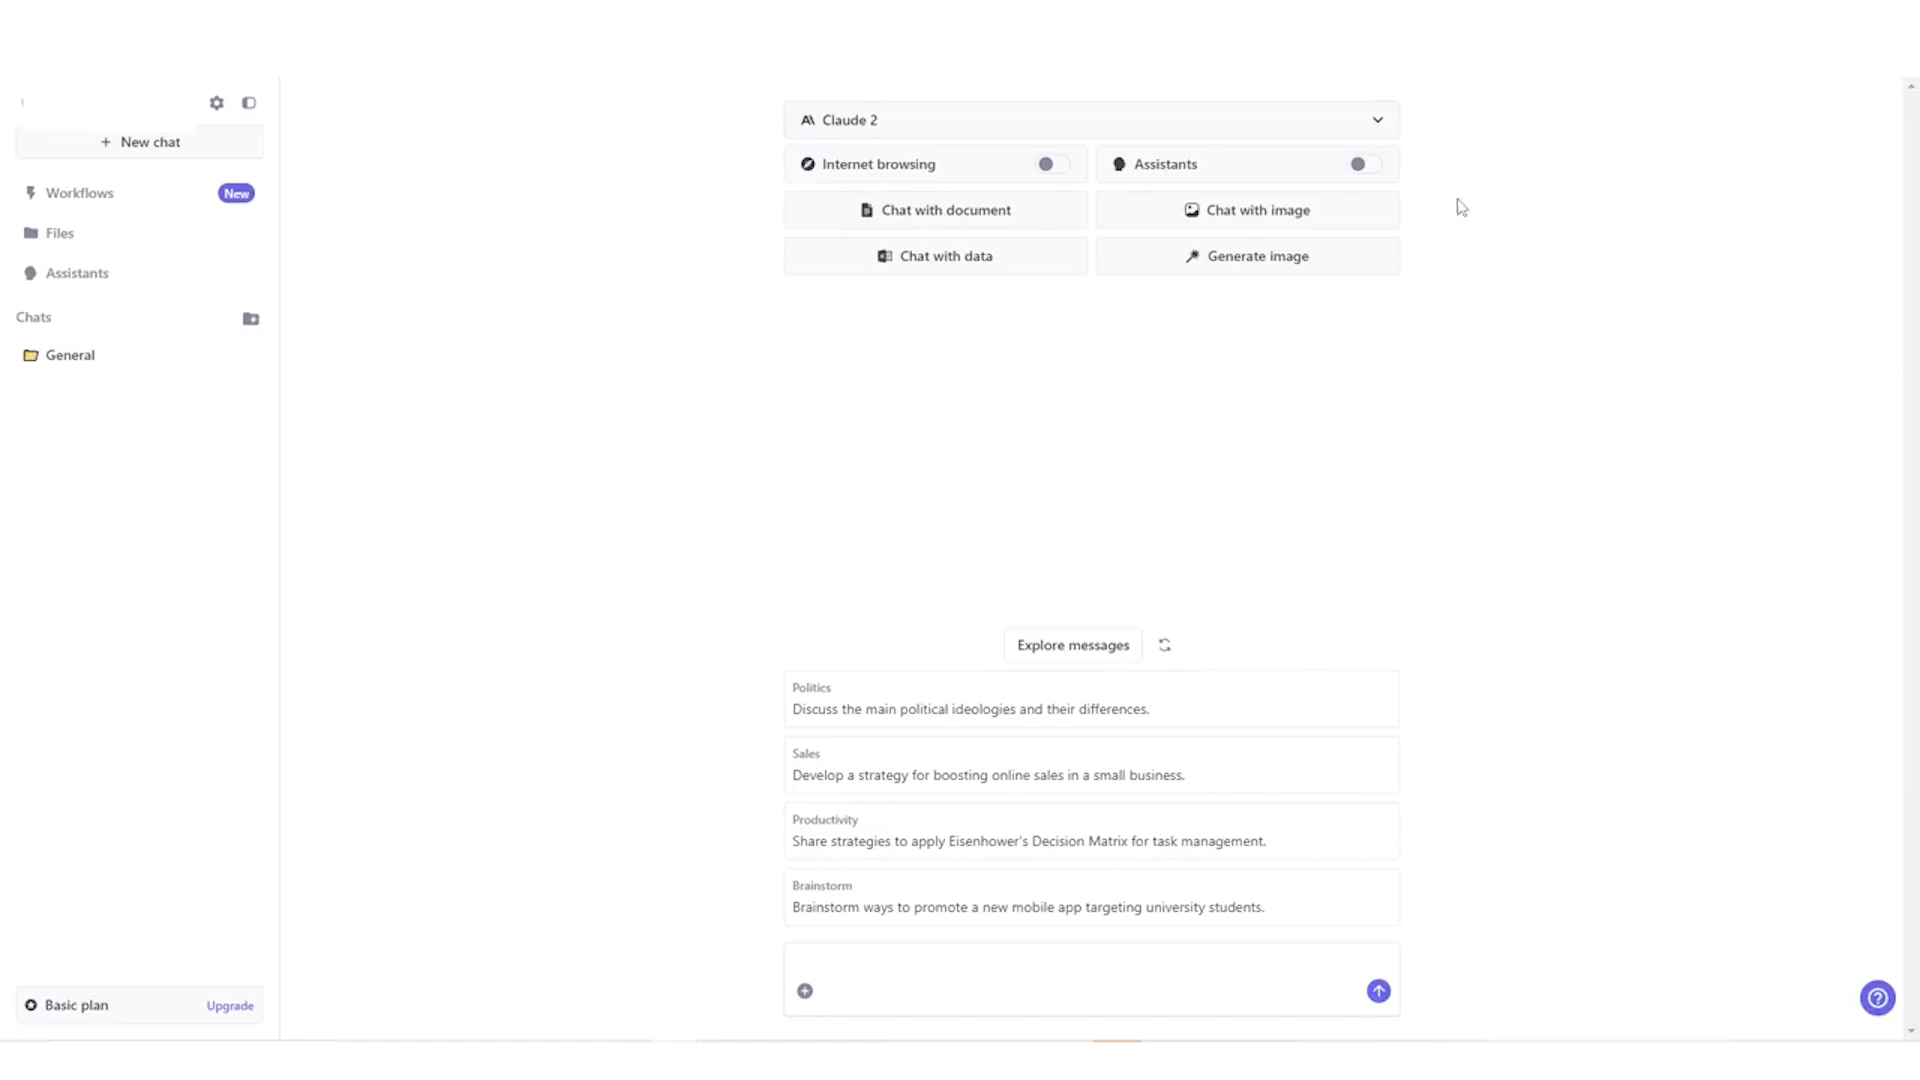 + New chat
Workflows New
Files
Assistants
Chats
General
Basic plan Upgrade
Claude 2
Internet browsing Assistants
Chat with document Chat with image
Chat with data Generate image
Explore messages
Politics
Discuss the main political ideologies and their differences.
Sales
Develop a strategy for boosting online sales in a small business.
Productivity
Share strategies to apply Eisenhower's Decision Matrix for task management.
Brainstorm
Brainstorm ways to promote a new mobile app targeting university students.